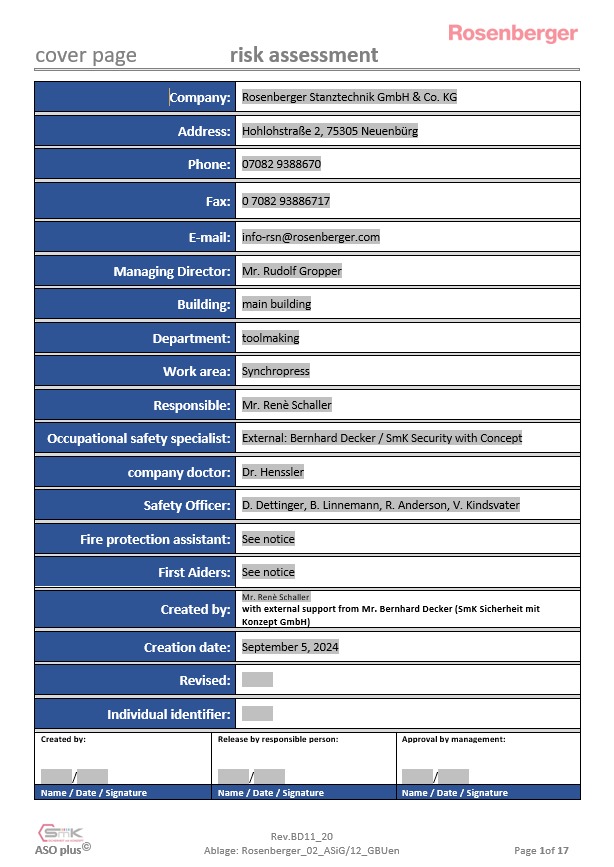 Rosenberger
cover page risk assessment
Company: Rosenberger Stanztechnik GmbH & Co. KG
Address: Hohlohstraße 2, 75305 Neuenbürg
Phone: 07082 9388670
Fax: 0 7082 93886717
E-mail: info-rsn@rosenberger.com
Managing Director: Mr. Rudolf Gropper
Building: main building
Department: toolmaking
Work area: Synchropress
Responsible: Mr. Renè Schaller
Occupational safety specialist: External: Bernhard Decker / SmK Security with Concept
company doctor: Dr. Henssler
Safety Officer: D. Dettinger, B. Linnemann, R. Anderson, V. Kindsvater
Fire protection assistant: See notice
First Aiders: See notice
Created by: Mr. Renè Schaller
with external support from Mr. Bernhard Decker (SmK Sicherheit mit
Konzept GmbH)
Creation date: September 5, 2024
Revised:
Individual identifier:
Created by: Release by responsible person: Approval by management:
/ / /
Name / Date / Signature Name / Date / Signature Name / Date / Signature
SmK
ASO plus© 
Rev.BD11_20
Ablage: Rosenberger_02_ASiG/12_GBUen
Page 1of 17